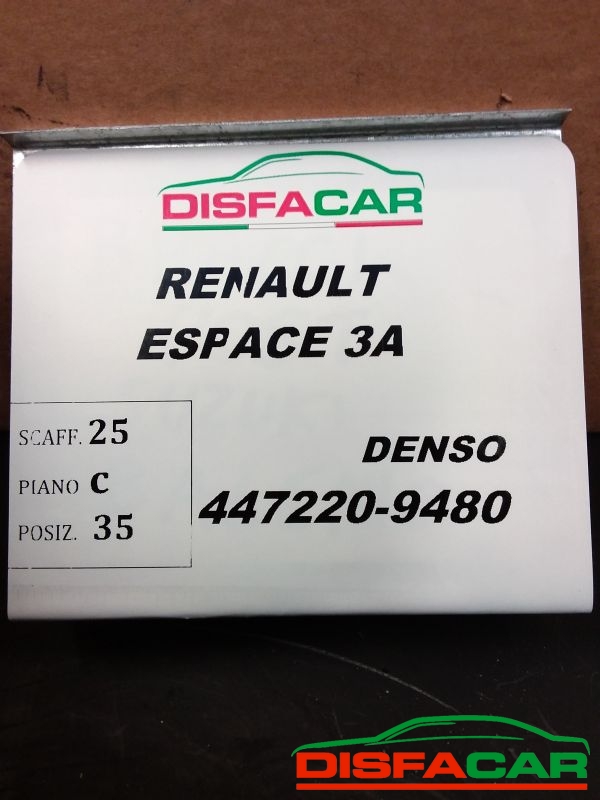 DISFACAR
RENAULT
ESPACE 3A
SCAFF. 25
PIANO C
POSIZ. 35
DENSO
447220-9480
DISFACAR